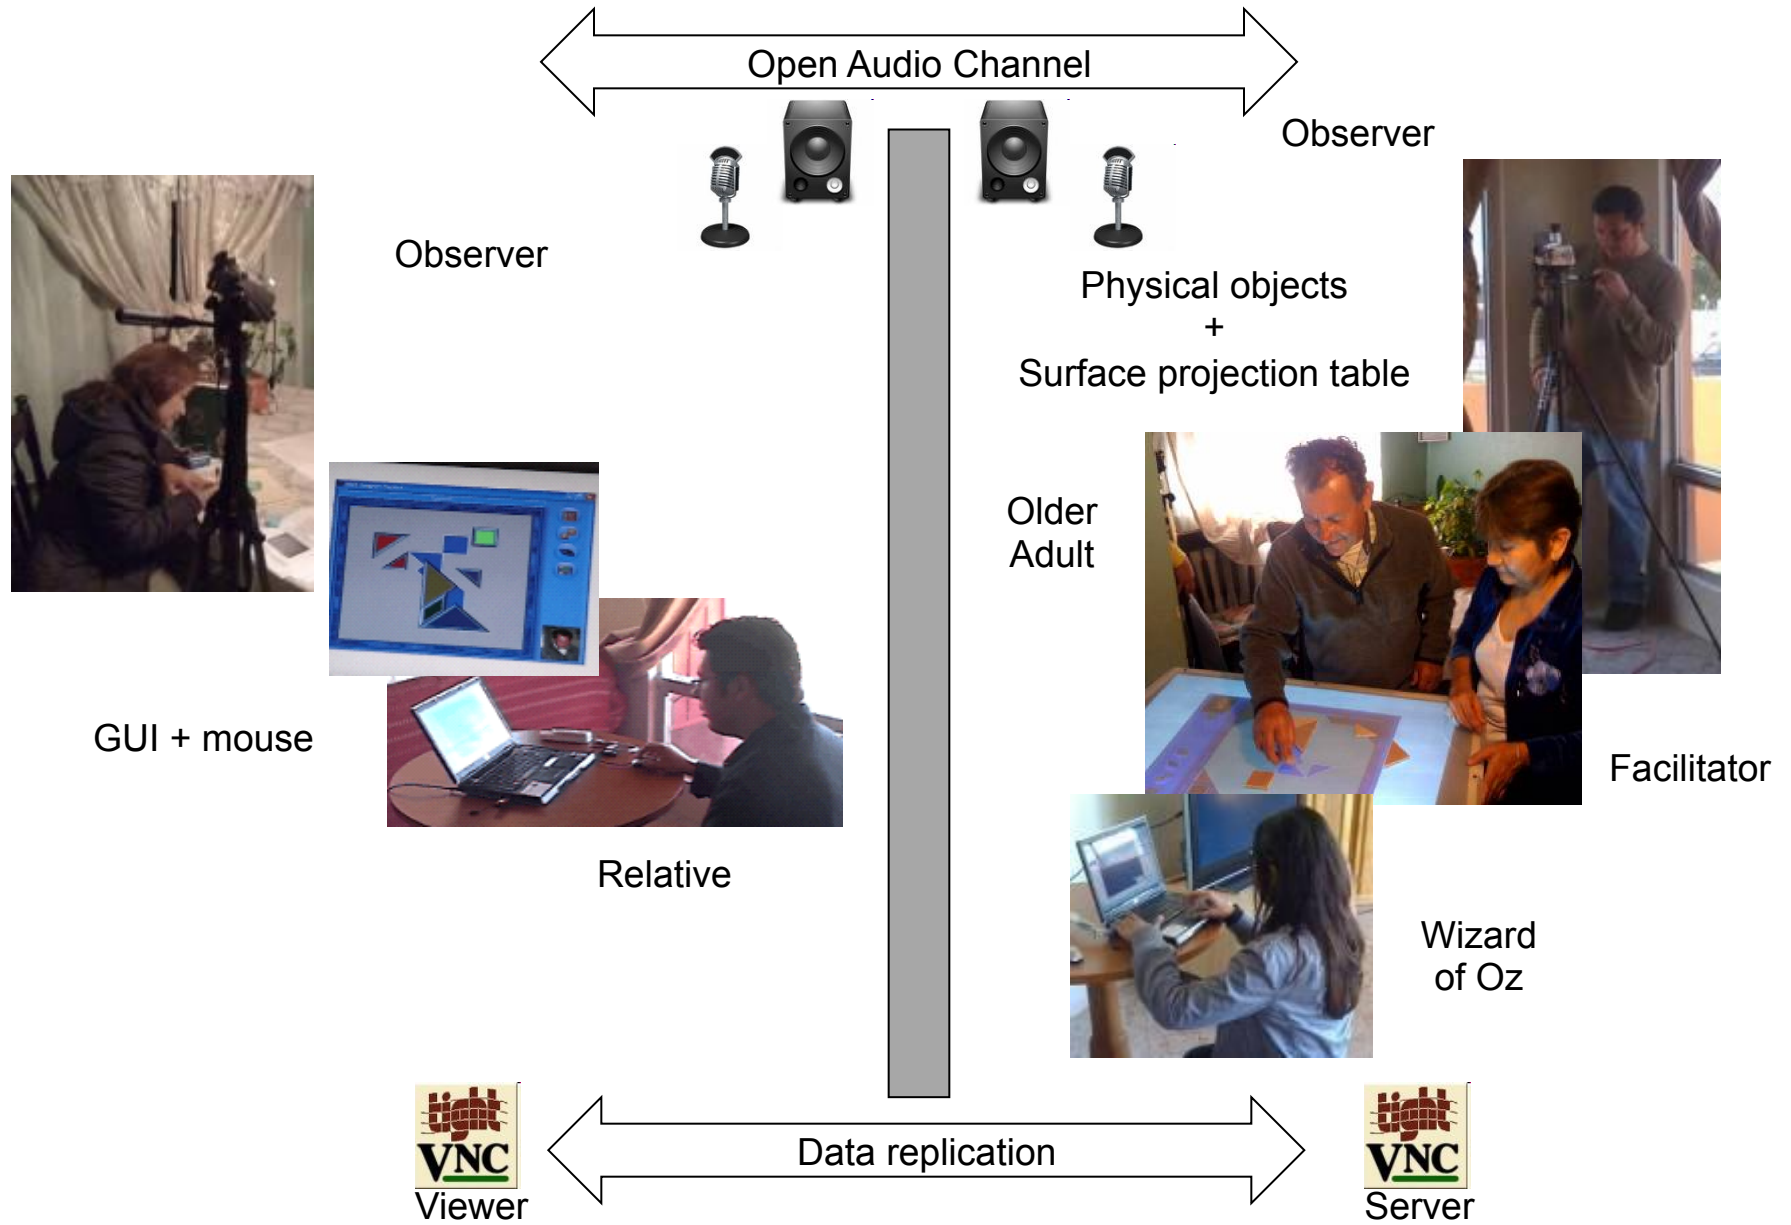 Open Audio Channel
Observer
Observer
Physical objects
+
Surface projection table
Older
Adult
GUI + mouse
Facilitator
Relative
Wizard
of Oz
tight
VNC
Viewer
Data replication
tight
VNC
Server